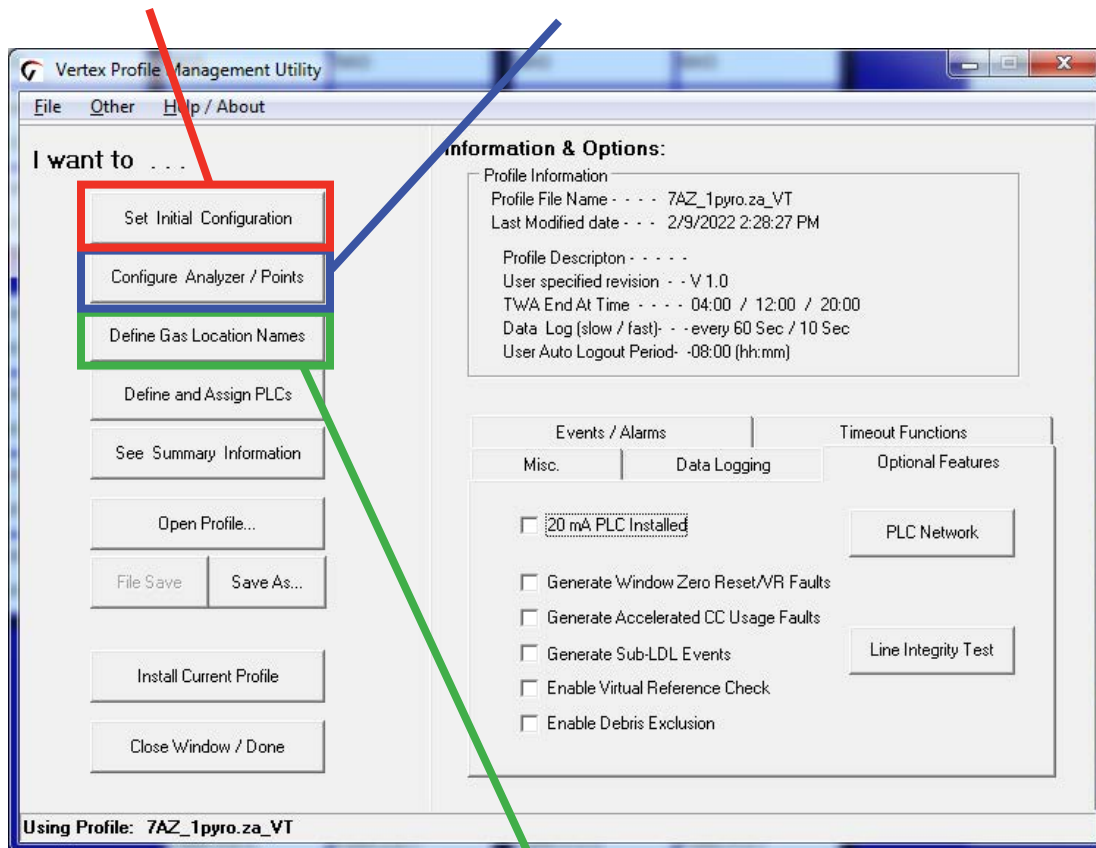 Vertex Profile Management Utility
File Other Help / About
I want to . . .
Set Initial Configuration
Configure Analyzer / Points
Define Gas Location Names
Define and Assign PLCs
See Summary Information
Open Profile...
File Save Save As...
Install Current Profile
Close Window / Done
Information & Options:
Profile Information
Profile File Name - - - - 7AZ_1pyro.za_VT
Last Modified date - - - 2/9/2022 2:28:27 PM
Profile Descripton - - - - -
User specified revision - - V 1.0
TWA End At Time - - - - 04:00 / 12:00 / 20:00
Data Log (slow / fast)- - - every 60 Sec / 10 Sec
User Auto Logout Period- -08:00 (hh:mm)
Events / Alarms Timeout Functions
Misc. Data Logging Optional Features
20 mA PLC Installed
PLC Network
Generate Window Zero Reset/VR Faults
Generate Accelerated CC Usage Faults
Generate Sub-LDL Events
Line Integrity Test
Enable Virtual Reference Check
Enable Debris Exclusion
Using Profile: 7AZ_1pyro.za_VT